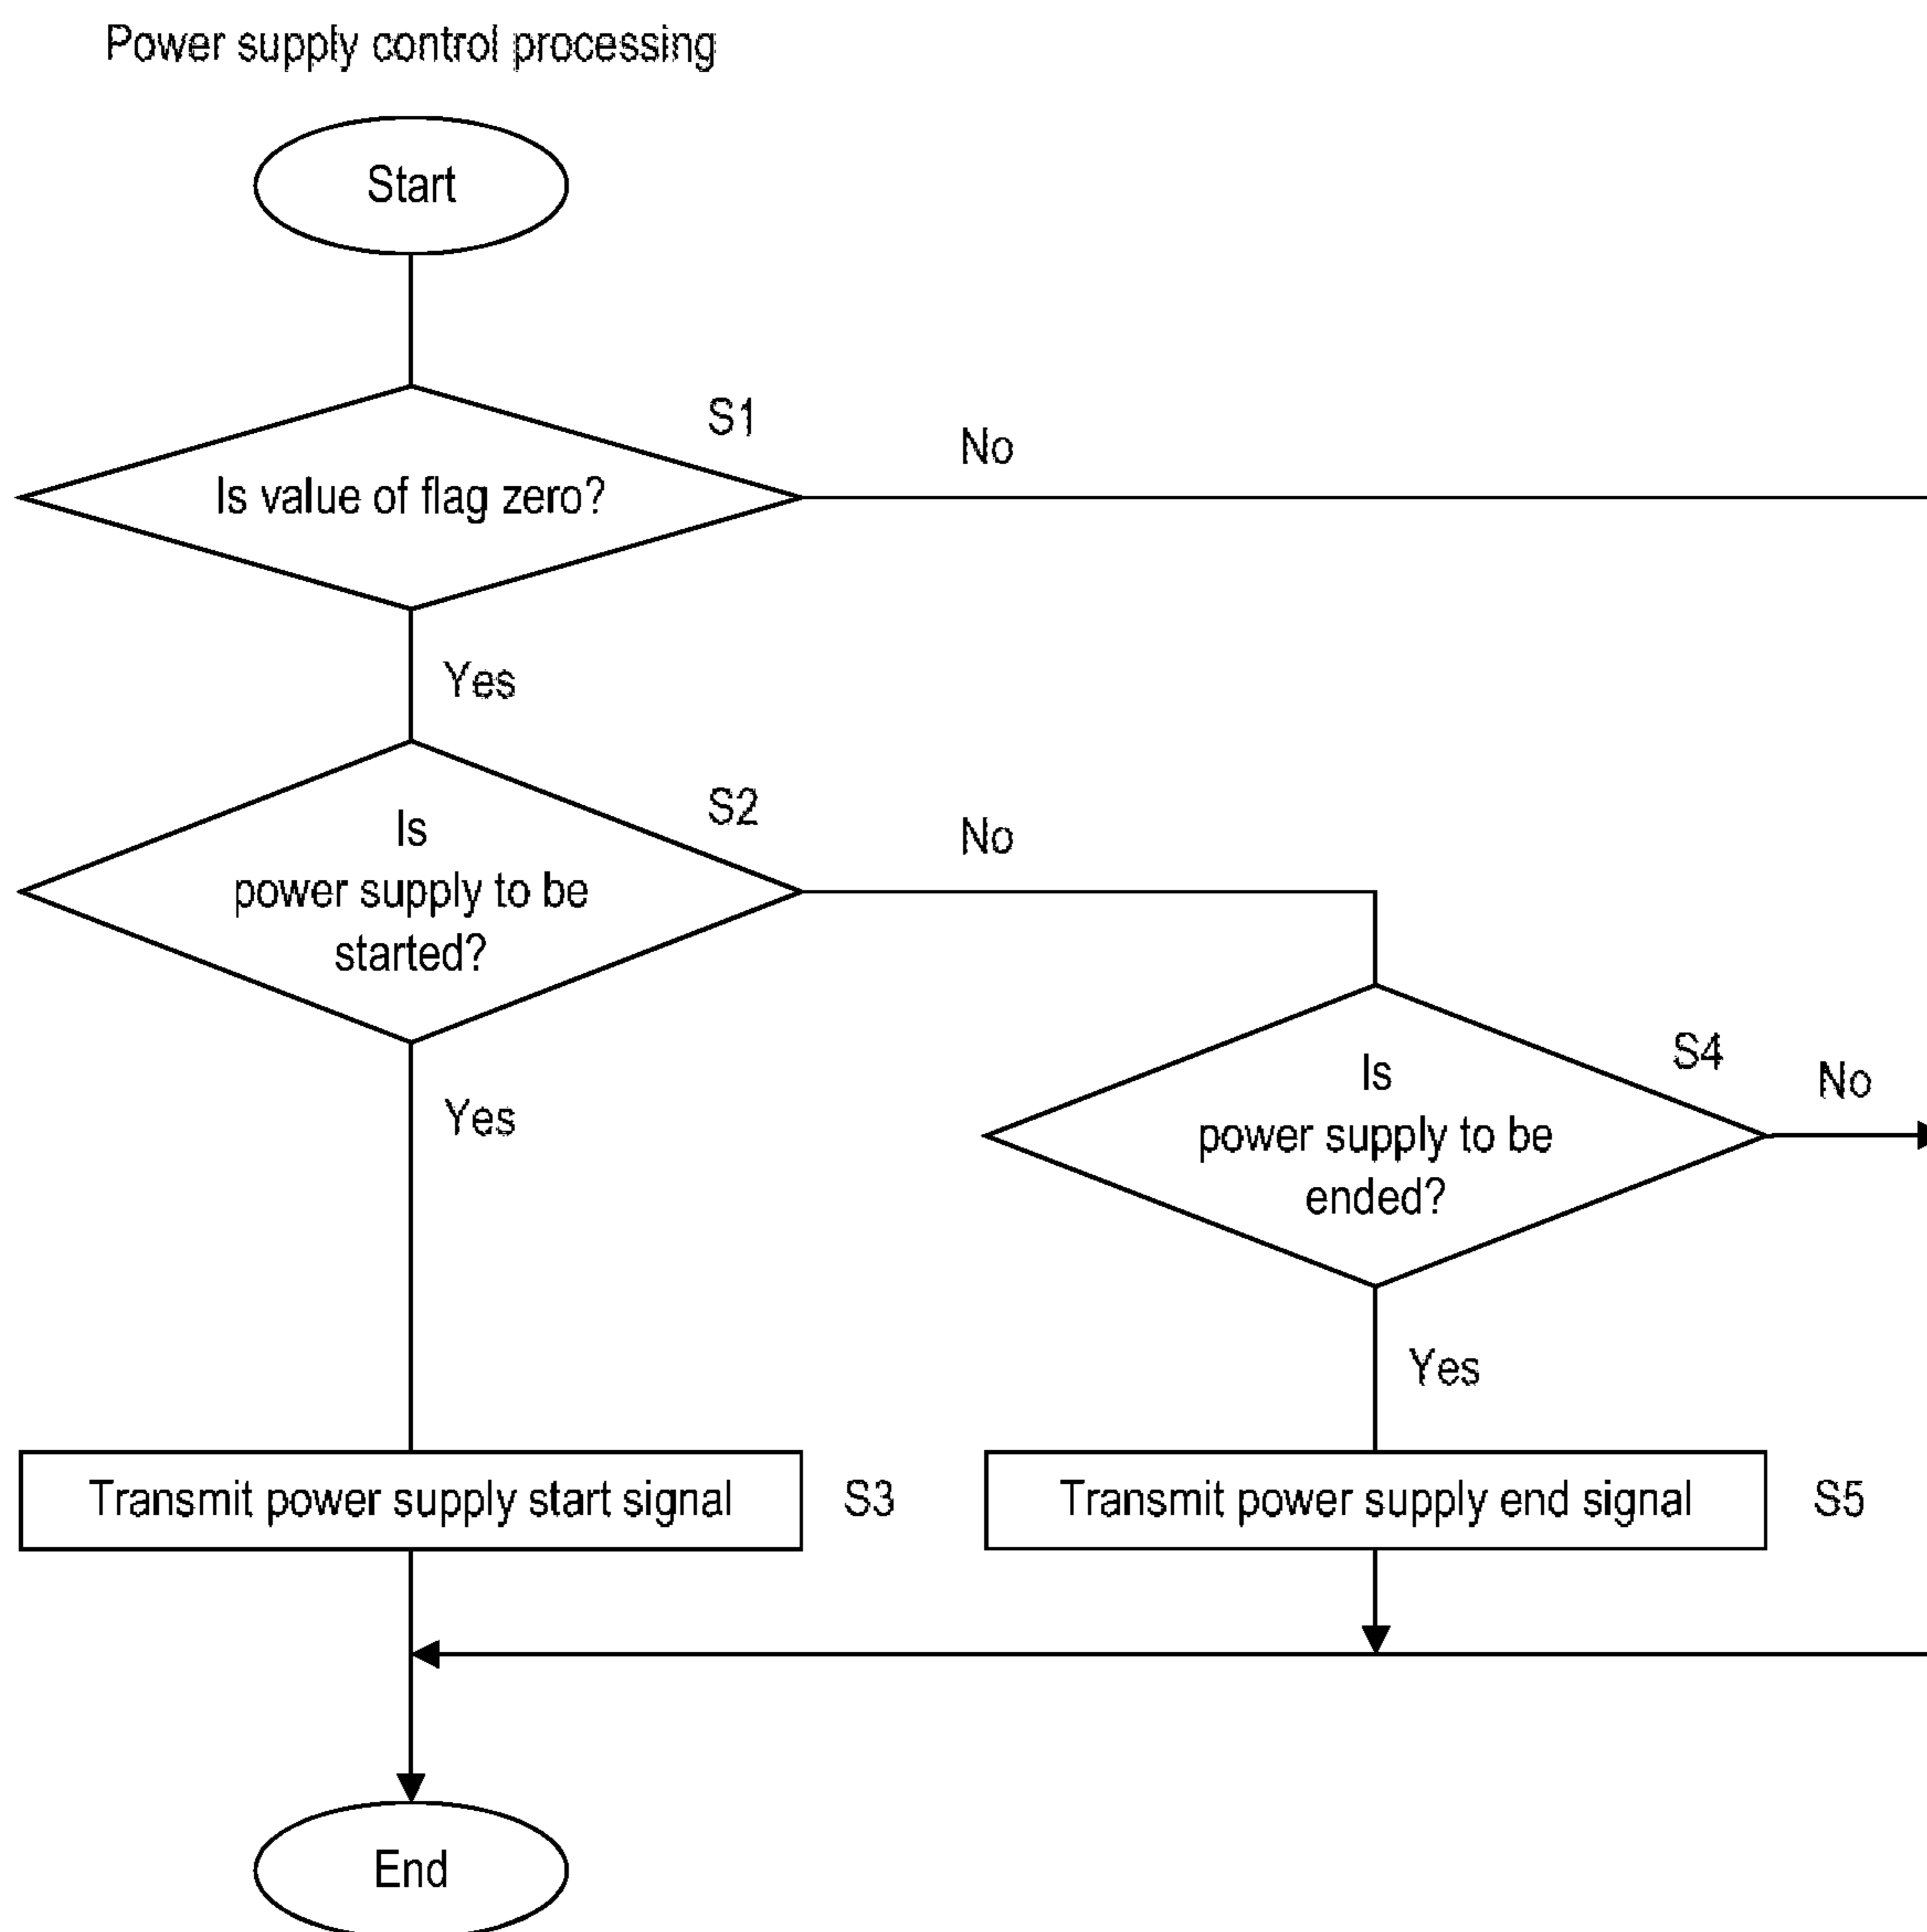 Power supply control processing
Start
S1
No
Is value of flag zero?
Yes
S2
No
Is
power supply to be
started?
Yes
S4
No
Is
power supply to be
ended?
Yes
Transmit power supply start signal
S3
Transmit power supply end signal
S5
End